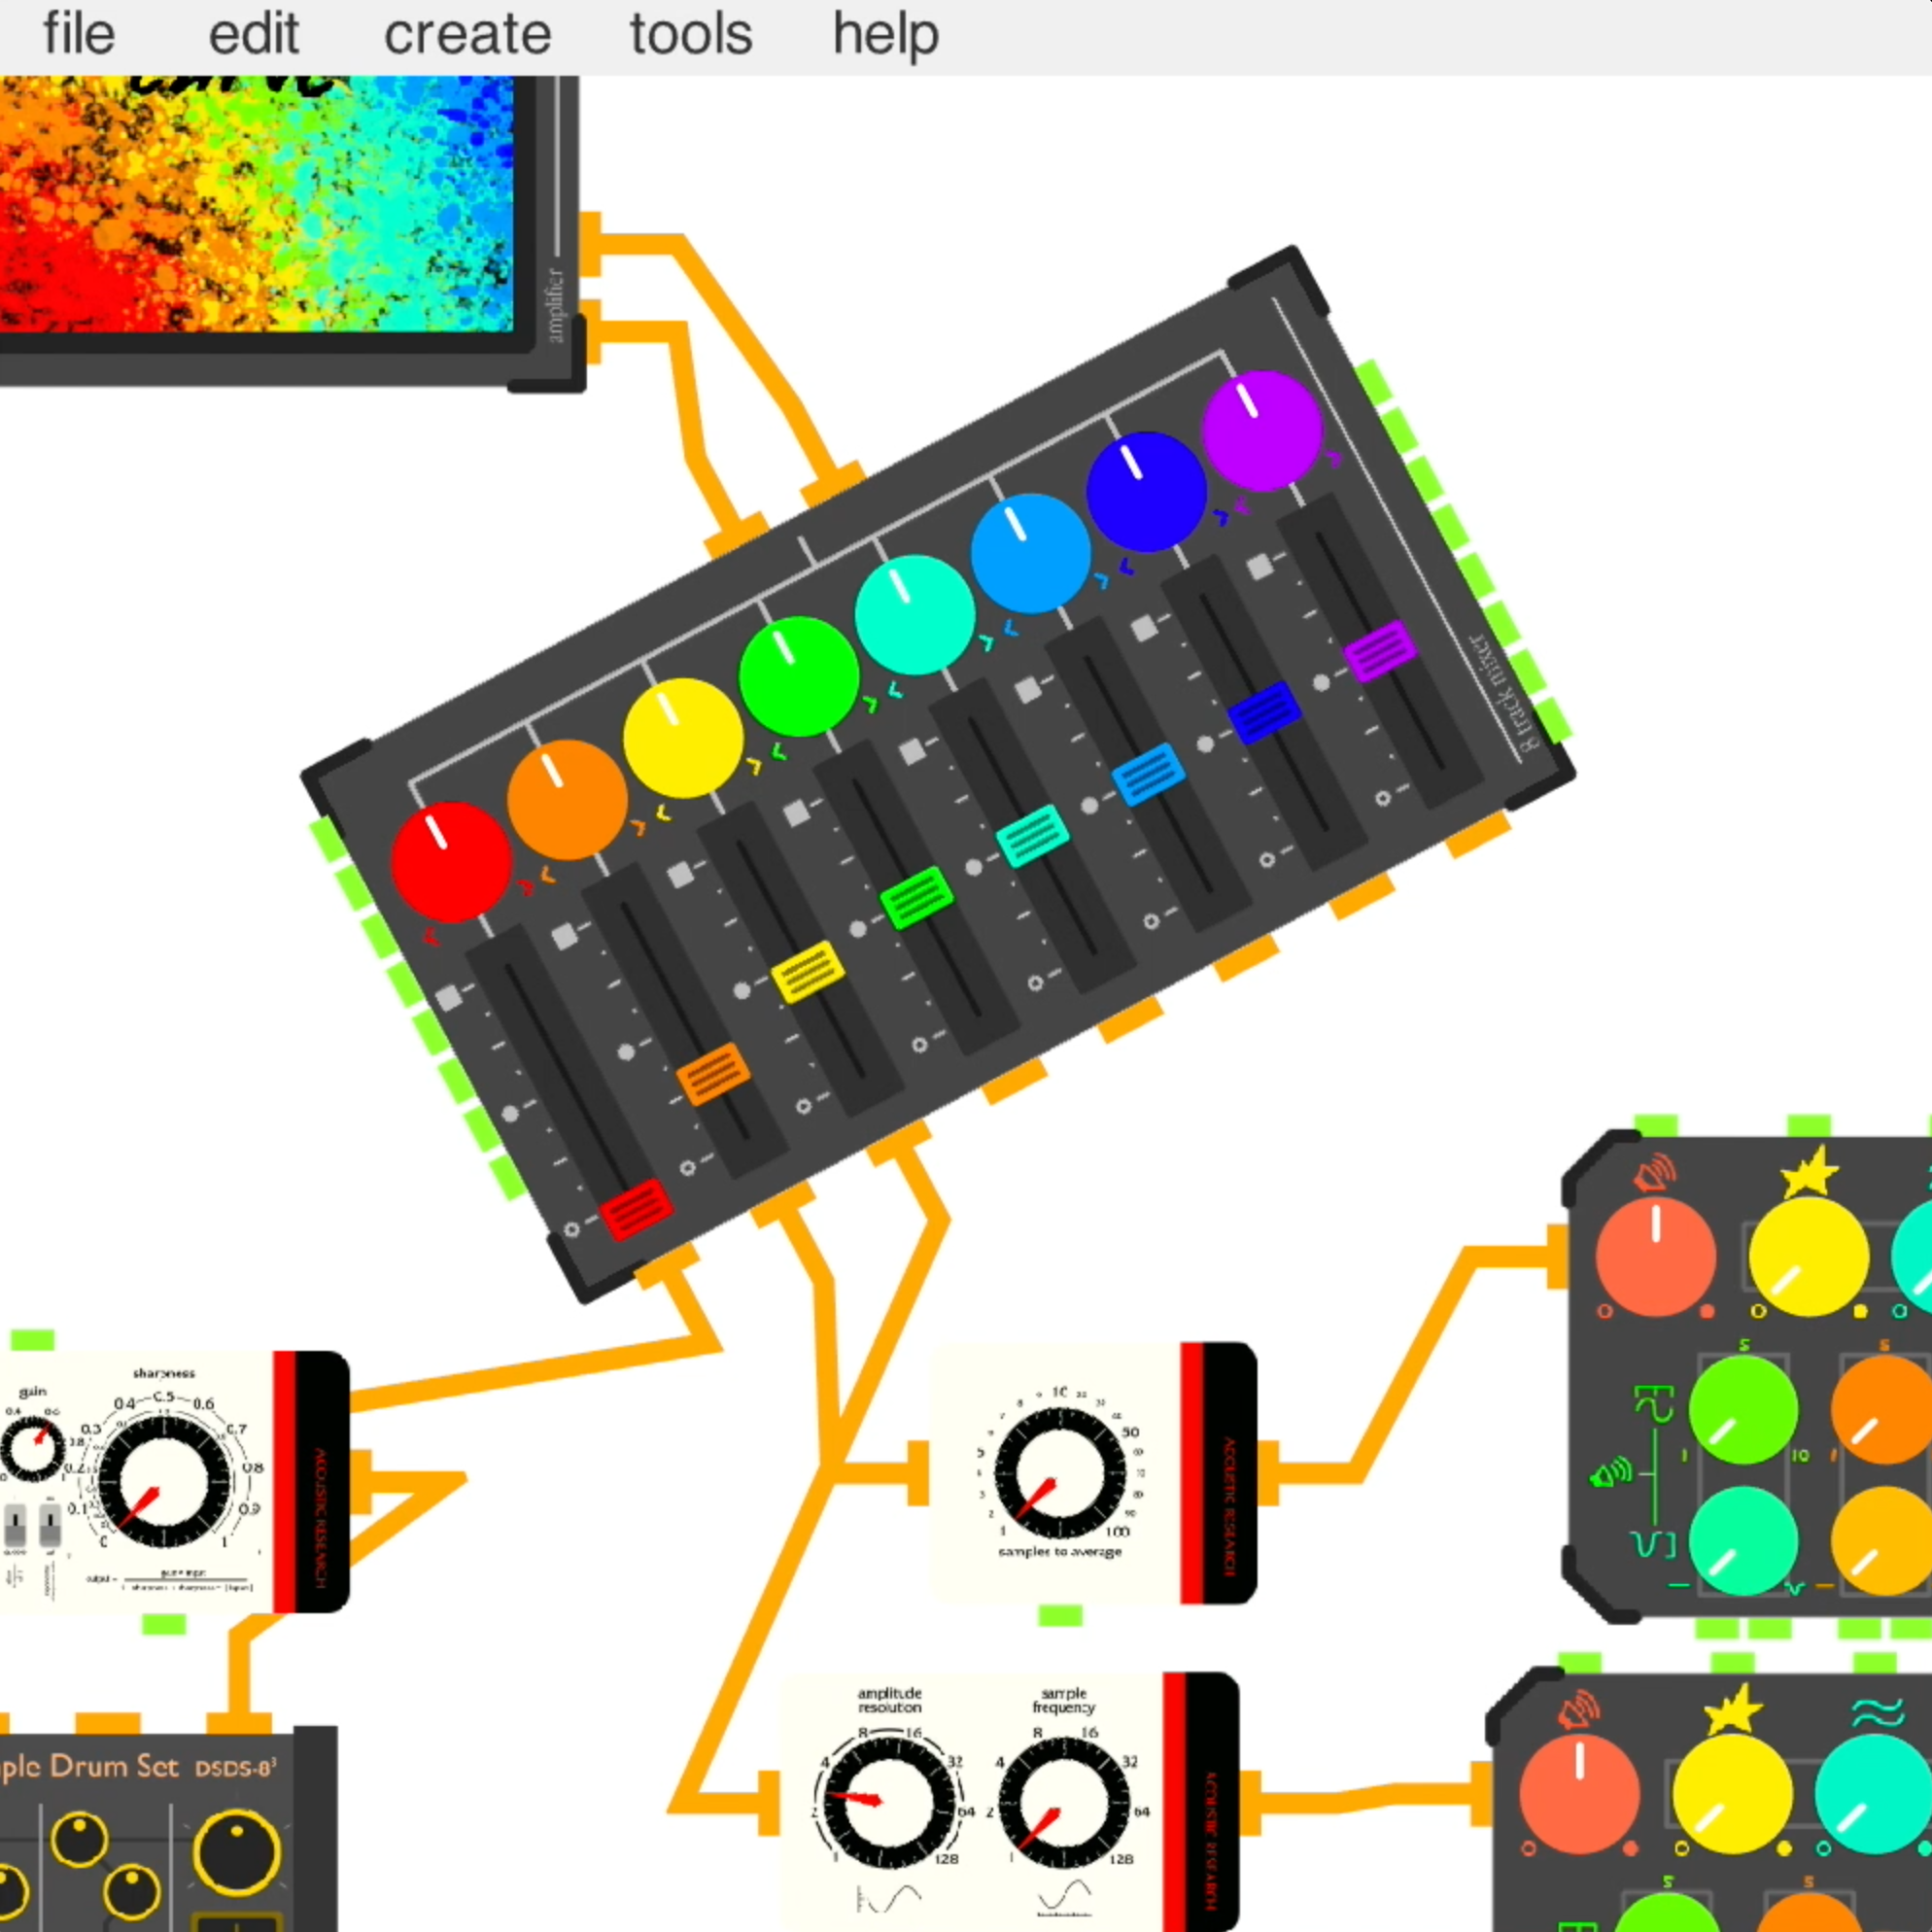 file edit create tools help
amplifier
8 track mixer
gain
sharpness
0 0.1 0.2 0.3 0.4 0.5 0.6 0.7 0.8 0.9 1
ACOUSTIC RESEARCH
5 10 50 100
samples to average
ACOUSTIC RESEARCH
s s
1 10 1
ple Drum Set DSDS-8³
amplitude resolution
1 2 4 8 16 32 64 128
sample frequency
1 2 4 8 16 32 64 128
ACOUSTIC RESEARCH
s s